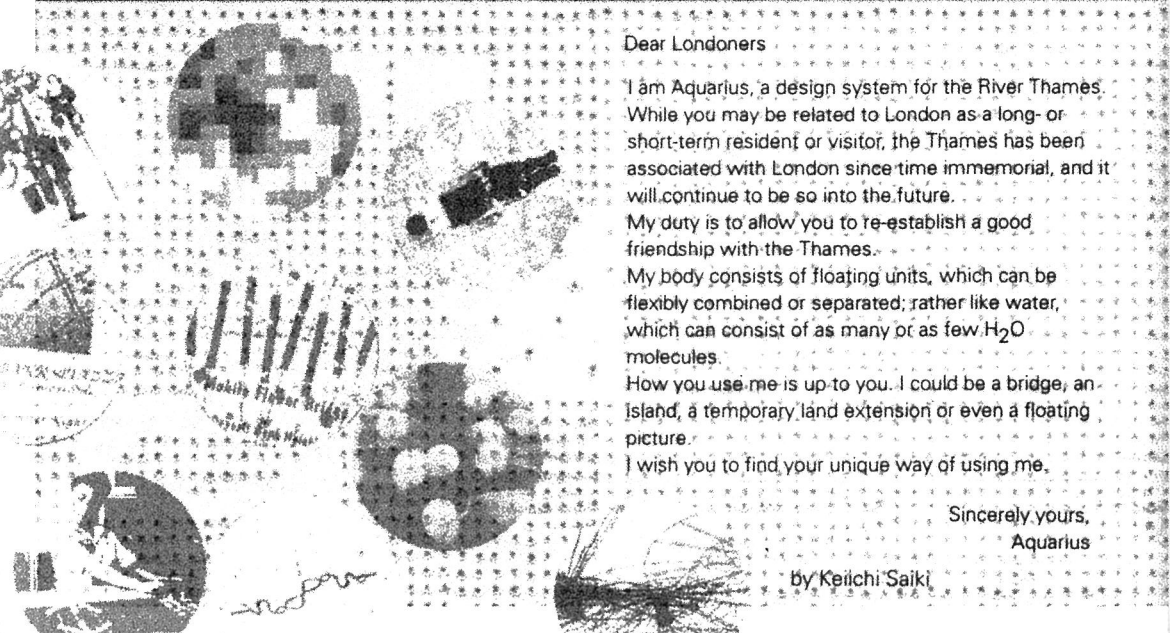 Dear Londoners
I am Aquarius, a design system for the River Thames.
While you may be related to London as a long- or
short-term resident or visitor, the Thames has been
associated with London since time immemorial, and it
will continue to be so into the future.
My duty is to allow you to re-establish a good
friendship with the Thames.
My body consists of floating units, which can be
flexibly combined or separated; rather like water,
which can consist of as many or as few H₂O
molecules.
How you use me is up to you. I could be a bridge, an
island, a temporary land extension or even a floating
picture.
I wish you to find your unique way of using me.
Sincerely yours,
Aquarius
by Keiichi Saiki